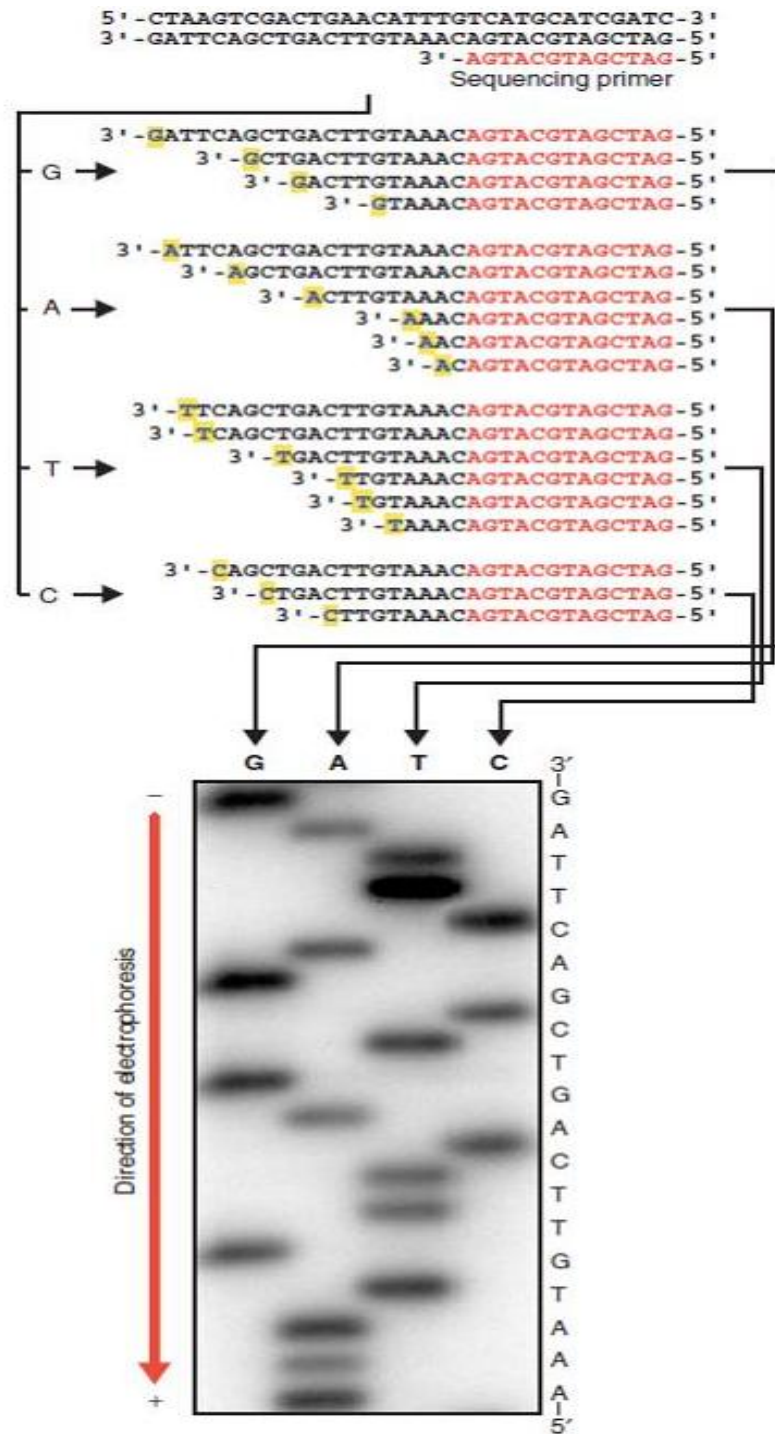 5'-CTAAGTCGACTGAACATTTGTCATGCATCGATC-3'
3'-GATTCAGCTGACTTGTAAACAGTACGTAGCTAG-5'
3'-AGTACGTAGCTAG-5'
Sequencing primer
3'-GATTCAGCTGACTTGTAAACAGTACGTAGCTAG-5'
3'-GCTGACTTGTAAACAGTACGTAGCTAG-5'
G
3'-GACTTGTAAACAGTACGTAGCTAG-5'
3'-GTAAACAGTACGTAGCTAG-5'
3'-ATTCAGCTGACTTGTAAACAGTACGTAGCTAG-5'
3'-AGCTGACTTGTAAACAGTACGTAGCTAG-5'
A
3'-ACTTGTAAACAGTACGTAGCTAG-5'
3'-AAACAGTACGTAGCTAG-5'
3'-AACAGTACGTAGCTAG-5'
3'-ACAGTACGTAGCTAG-5'
3'-TTCAGCTGACTTGTAAACAGTACGTAGCTAG-5'
3'-TCAGCTGACTTGTAAACAGTACGTAGCTAG-5'
3'-TGACTTGTAAACAGTACGTAGCTAG-5'
T
3'-TTGTAAACAGTACGTAGCTAG-5'
3'-TGTAAACAGTACGTAGCTAG-5'
3'-TAAACAGTACGTAGCTAG-5'
3'-CAGCTGACTTGTAAACAGTACGTAGCTAG-5'
C
3'-CTGACTTGTAAACAGTACGTAGCTAG-5'
3'-CTTGTAAACAGTACGTAGCTAG-5'
G A T C
−
Direction of electrophoresis
+
3′
G
A
T
T
C
A
G
C
T
G
A
C
T
T
G
T
A
A
A
5′